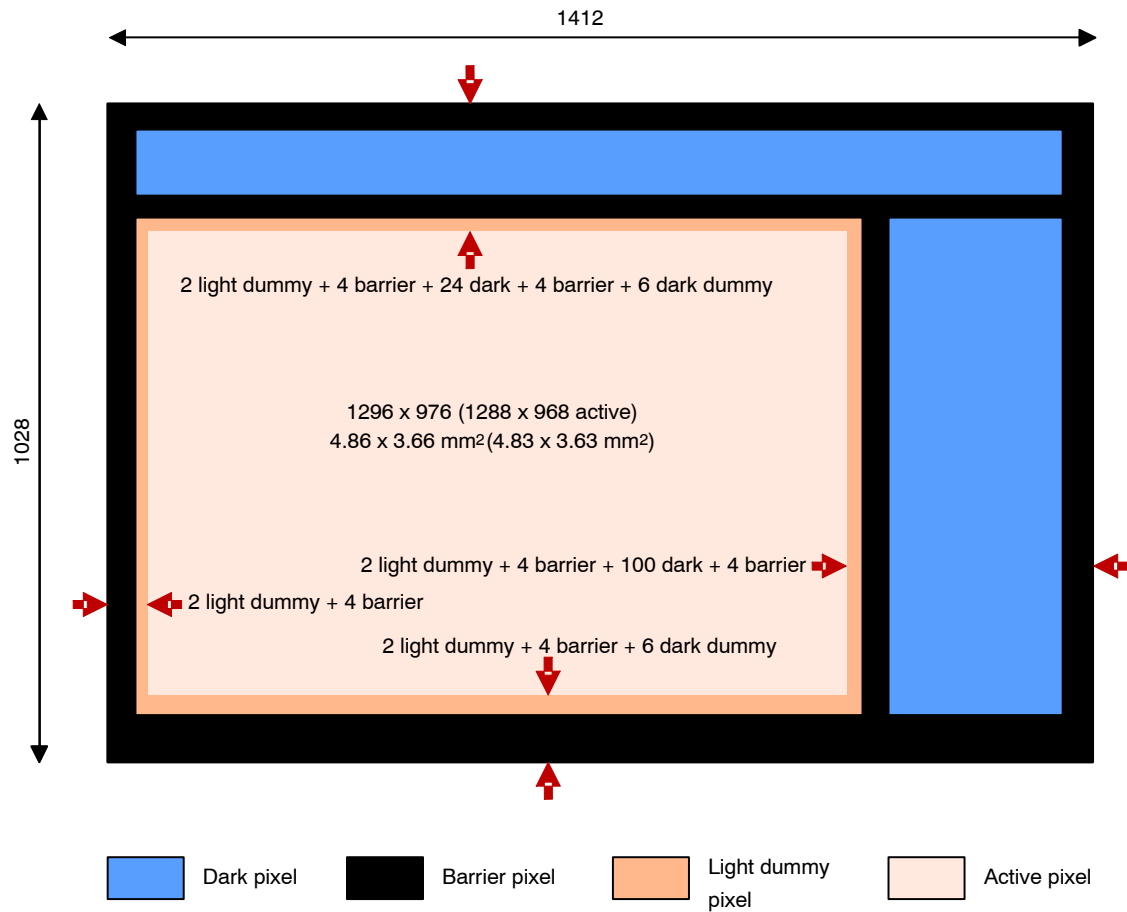 1412
1028
2 light dummy + 4 barrier + 24 dark + 4 barrier + 6 dark dummy
1296 x 976 (1288 x 968 active)
4.86 x 3.66 mm² (4.83 x 3.63 mm²)
2 light dummy + 4 barrier + 100 dark + 4 barrier
2 light dummy + 4 barrier
2 light dummy + 4 barrier + 6 dark dummy
Dark pixel
Barrier pixel
Light dummy
pixel
Active pixel